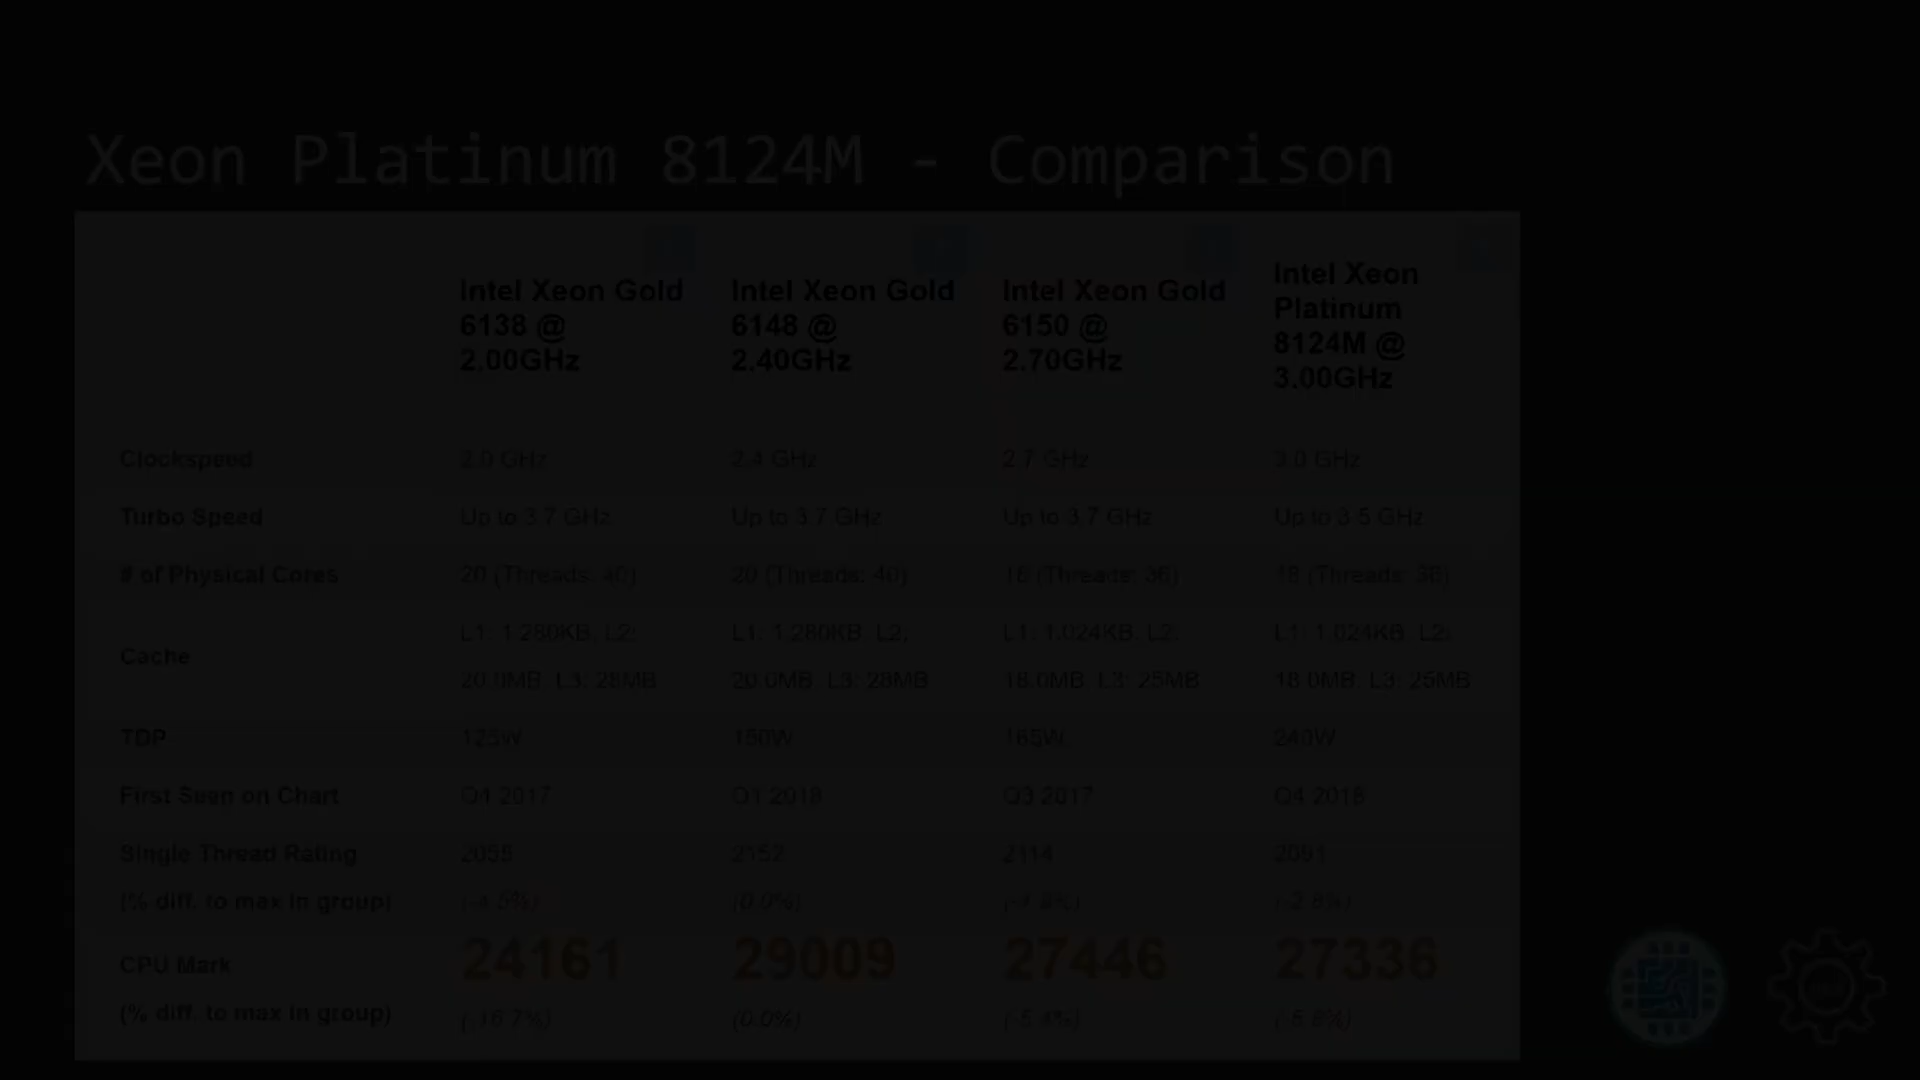 Xeon Platinum 8124M - Comparison
Intel Xeon Gold 6138 @ 2.00GHz
Intel Xeon Gold 6148 @ 2.40GHz
Intel Xeon Gold 6150 @ 2.70GHz
Intel Xeon Platinum 8124M @ 3.00GHz
Clockspeed 2.0 GHz 2.4 GHz 2.7 GHz 3.0 GHz
Turbo Speed Up to 3.7 GHz Up to 3.7 GHz Up to 3.7 GHz Up to 3.5 GHz
# of Physical Cores 20 (Threads: 40) 20 (Threads: 40) 18 (Threads: 36) 18 (Threads: 36)
Cache
L1: 1,280KB, L2: 20.0MB, L3: 28MB
L1: 1,280KB, L2: 20.0MB, L3: 28MB
L1: 1,024KB, L2: 18.0MB, L3: 25MB
L1: 1,024KB, L2: 18.0MB, L3: 25MB
TDP 125W 150W 165W 240W
First Seen on Chart Q4 2017 Q1 2018 Q3 2017 Q4 2018
Single Thread Rating 2152 2114 2091
(% diff. to max in group) (0.0%)
CPU Mark 24161 29009 27446 27336
(% diff. to max in group) (-16.7%) (0.0%) (-5.4%) (-5.8%)